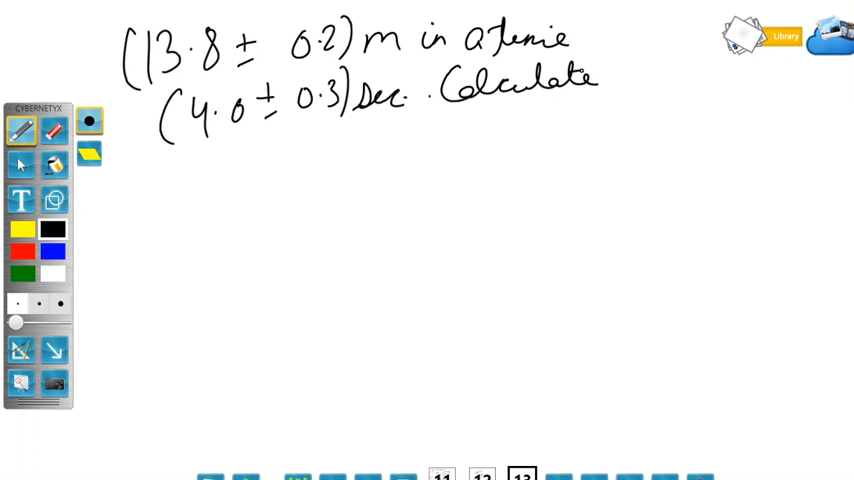 (13.8 ± 0.2) m in a time
(4.0 ± 0.3) sec. . Calculate
Library
CYBERNETYX
T
11 12 13